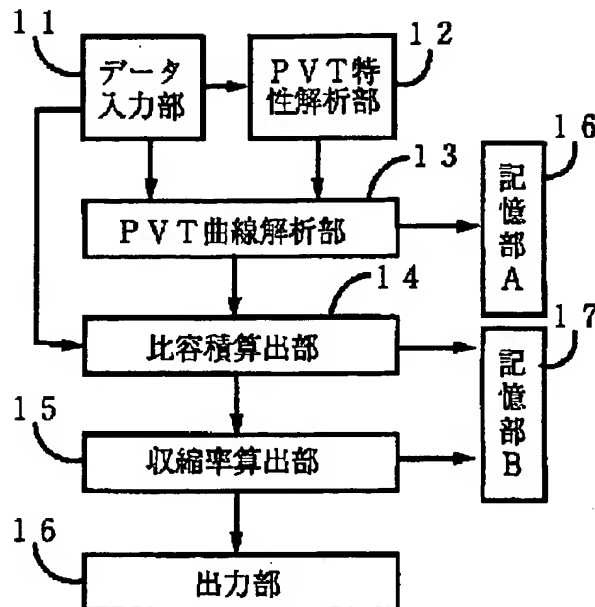 11
データ
入力部
12
PVT特
性解析部
13
PVT曲線解析部
16
記憶部A
14
比容積算出部
17
記憶部B
15
収縮率算出部
16
出力部